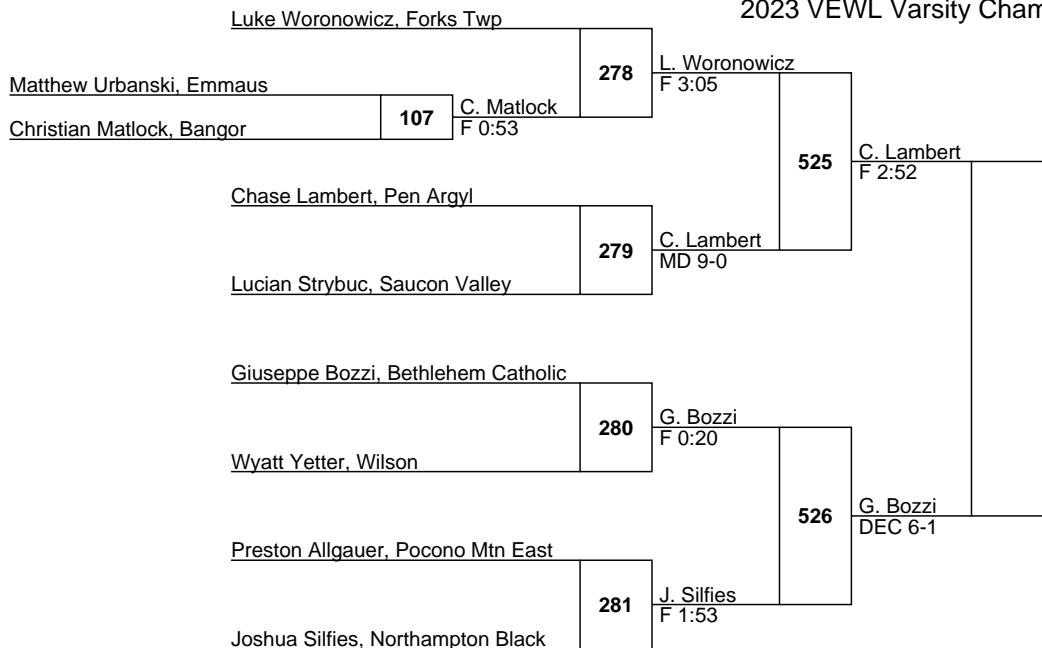 2023 VEWL Varsity Cham
Luke Woronowicz, Forks Twp
278
L. Woronowicz
F 3:05
Matthew Urbanski, Emmaus
107
C. Matlock
F 0:53
Christian Matlock, Bangor
525
C. Lambert
F 2:52
Chase Lambert, Pen Argyl
279
C. Lambert
MD 9-0
Lucian Strybuc, Saucon Valley
Giuseppe Bozzi, Bethlehem Catholic
280
G. Bozzi
F 0:20
Wyatt Yetter, Wilson
526
G. Bozzi
DEC 6-1
Preston Allgauer, Pocono Mtn East
281
J. Silfies
F 1:53
Joshua Silfies, Northampton Black